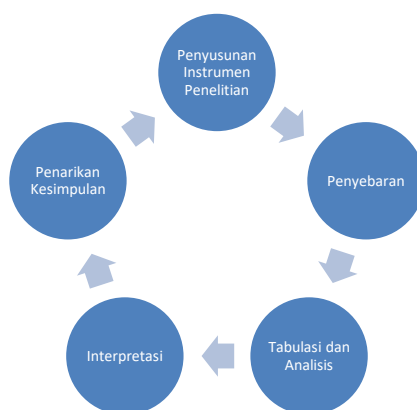 Penyusunan
Instrumen
Penelitian
Penyebaran
Tabulasi dan
Analisis
Interpretasi
Penarikan
Kesimpulan